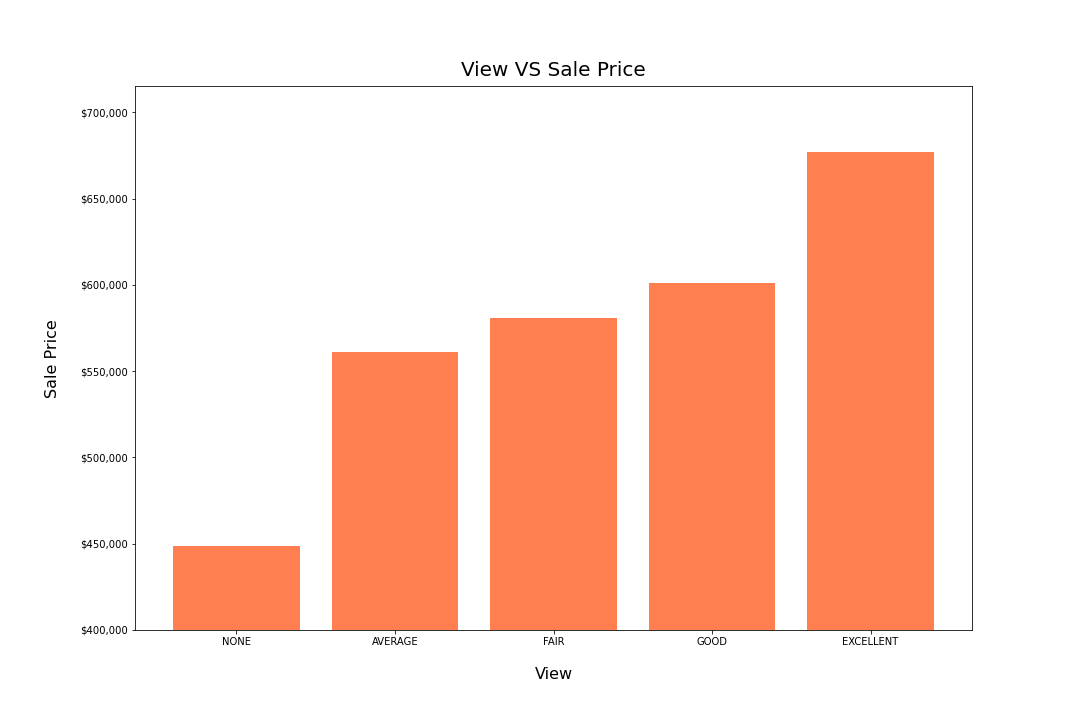 View VS Sale Price
$700,000
$650,000
$600,000
$550,000
$500,000
$450,000
$400,000
Sale Price
NONE AVERAGE FAIR GOOD EXCELLENT
View